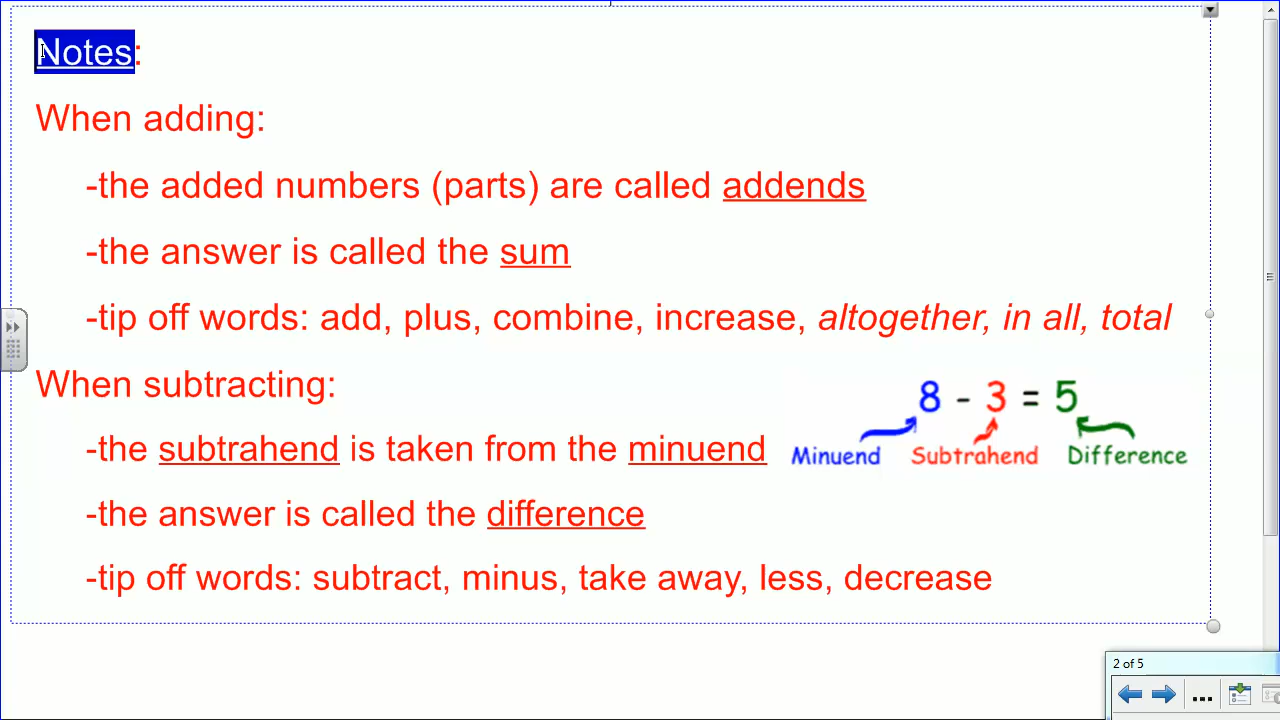 Notes:
When adding:
-the added numbers (parts) are called addends
-the answer is called the sum
-tip off words: add, plus, combine, increase, altogether, in all, total
When subtracting:
8 - 3 = 5
Minuend Subtrahend Difference
-the subtrahend is taken from the minuend
-the answer is called the difference
-tip off words: subtract, minus, take away, less, decrease
2 of 5
...